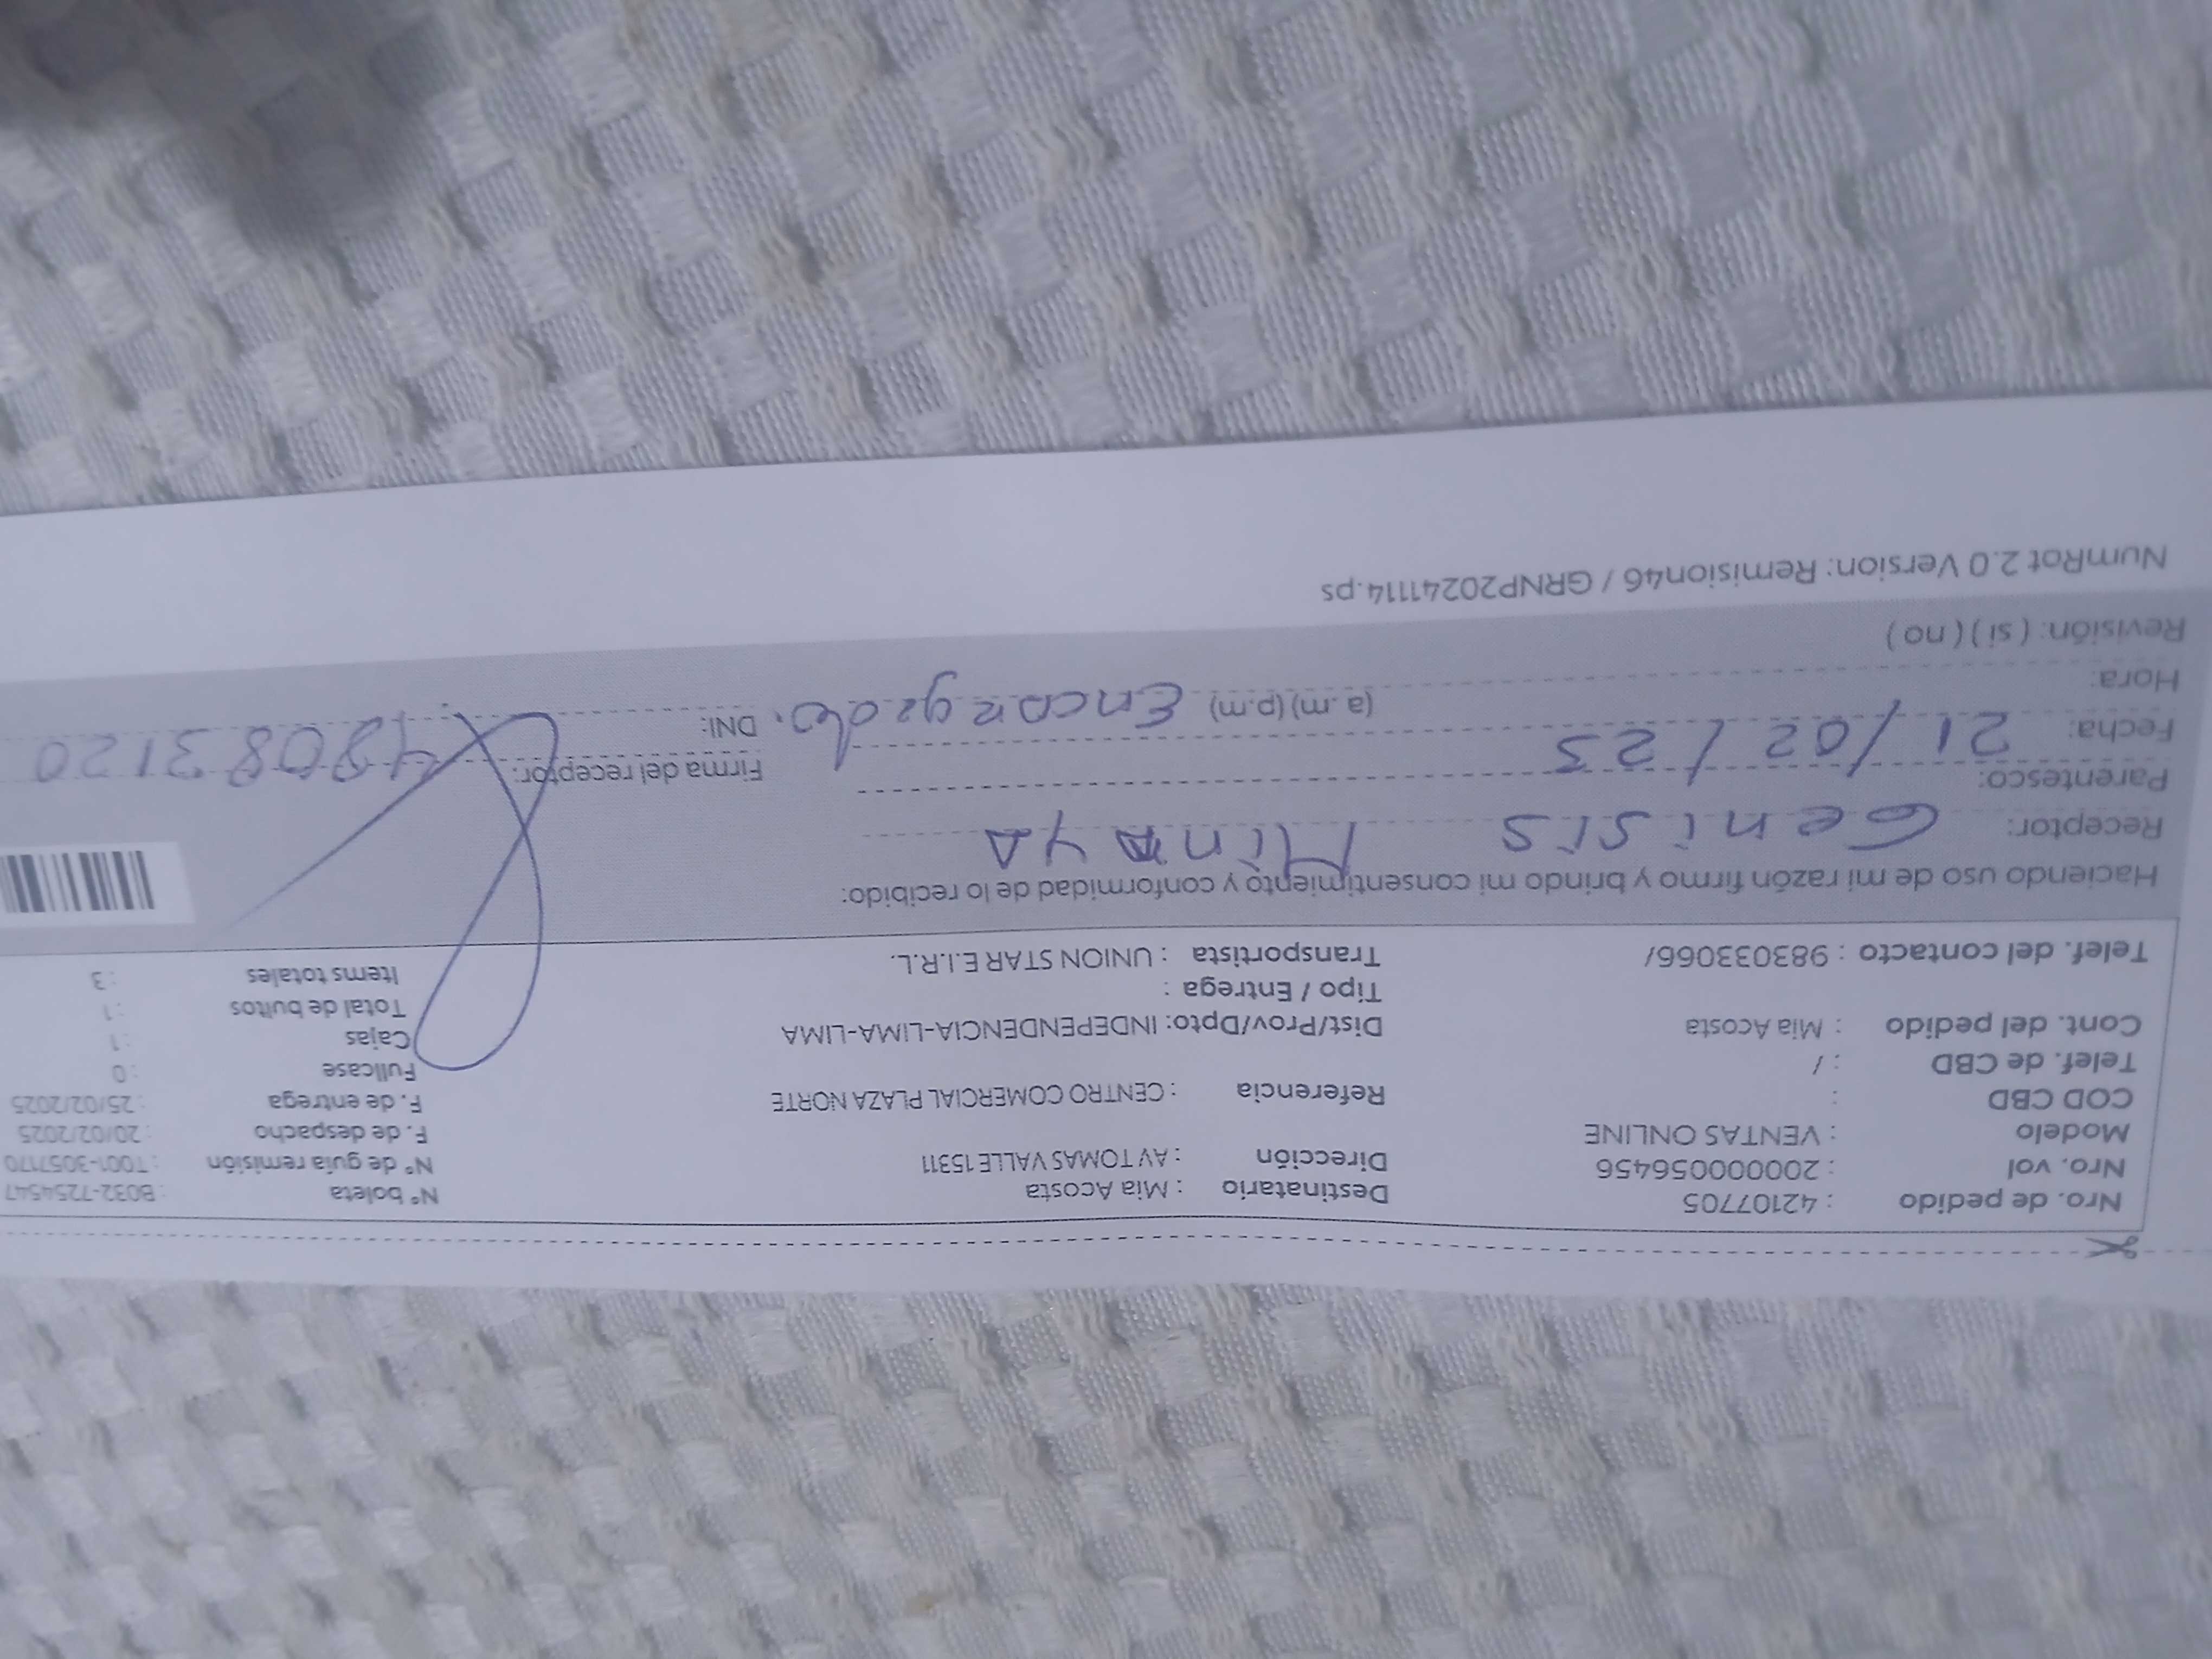 Nro. de pedido : 42107705
Nro. vol : 2000005645­6
Modelo : VENTAS ONLINE
COD CBD :
Telef. de CBD : /
Cont. del pedido : Mia Acosta
Telef. del contacto : 983033066/
Destinatario : Mia Acosta
Dirección : AV TOMAS VALLE 15311
Referencia : CENTRO COMERCIAL PLAZA NORTE
Dist/Prov/Dpto: INDEPENDENCIA-LIMA-LIMA
Tipo / Entrega :
Transportista : UNION STAR E.I.R.L.
N° boleta : B032-7254547
N° de guía remisión : T001-3057170
F. de despacho : 20/02/2025
F. de entrega : 25/02/2025
Fullcase : 0
Cajas : 1
Total de bultos : 1
Items totales : 3
Haciendo uso de mi razón firmo y brindo mi consentimiento y conformidad de lo recibido:
Receptor: Genisis Minaya
Parentesco:
Fecha: 21/02/25
Hora: (a.m) (p.m) Encargado.
Revisión: ( si ) ( no )
Firma del receptor:
DNI: 48083120
NumRot 2.0 Version: Remision46 / GRNP20241114.ps